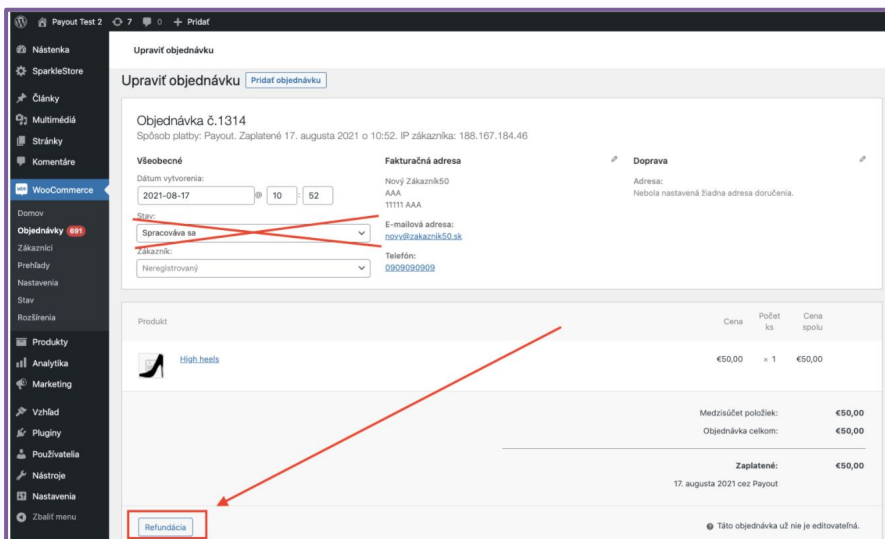 Payout Test 2 7 0 + Pridať
Nástenka
SparkleStore
Články
Multimédiá
Stránky
Komentáre
WooCommerce
Domov
Objednávky 691
Zákazníci
Prehľady
Nastavenia
Stav
Rozšírenia
Produkty
Analytika
Marketing
Vzhľad
Pluginy
Používatelia
Nástroje
Nastavenia
Zbaliť menu
Upraviť objednávku
Upraviť objednávku Pridať objednávku
Objednávka č.1314
Spôsob platby: Payout. Zaplatené 17. augusta 2021 o 10:52. IP zákazníka: 188.167.184.46
Všeobecné
Dátum vytvorenia:
2021-08-17 @ 10 : 52
Stav:
Spracováva sa
Zákazník:
Neregistrovaný
Fakturačná adresa
Nový Zákazník50
AAA
11111 AAA
E-mailová adresa:
novy@zakaznik50.sk
Telefón:
0909090909
Doprava
Adresa:
Nebola nastavená žiadna adresa doručenia.
Produkt Cena Počet ks Cena spolu
High heels €50,00 × 1 €50,00
Medzisúčet položiek: €50,00
Objednávka celkom: €50,00
Zaplatené: €50,00
17. augusta 2021 cez Payout
Refundácia Táto objednávka už nie je editovateľná.